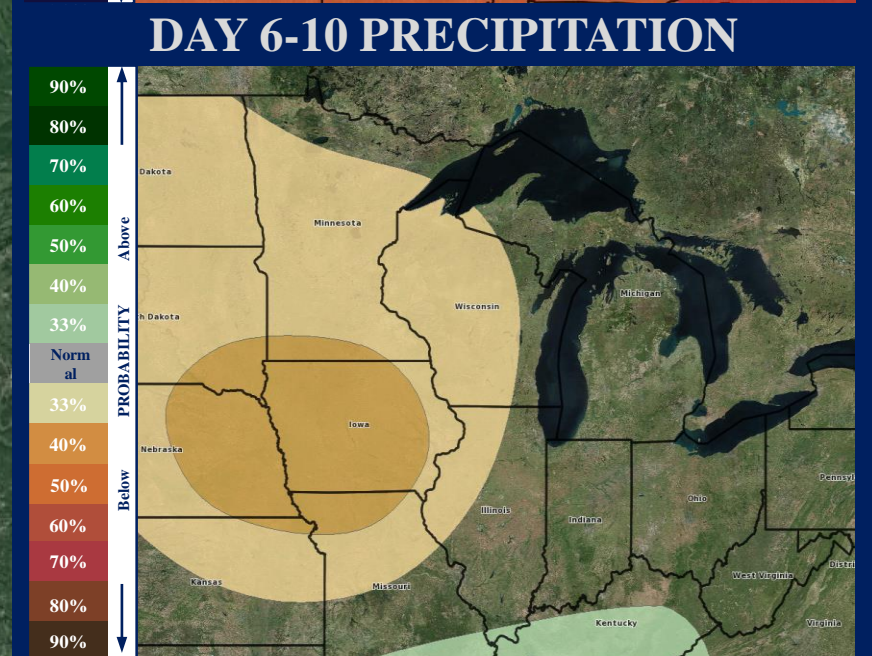 DAY 6-10 PRECIPITATION
90%
80%
70%
60%
50%
40%
33%
Norm
al
33%
40%
50%
60%
70%
80%
90%
Above
PROBABILITY
Below
Dakota
Minnesota
h Dakota
Wisconsin
Michigan
Nebraska
Iowa
Illinois
Indiana
Ohio
Pennsyl
Kansas
Missouri
Kentucky
West Virginia
Virginia
Distri